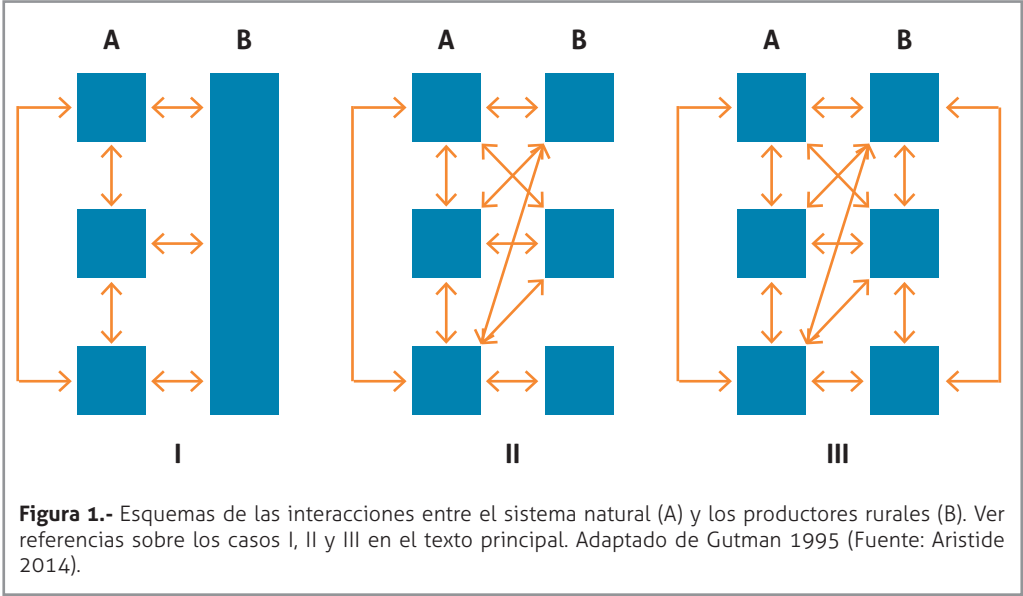 A B A B A B
I II III
Figura 1.- Esquemas de las interacciones entre el sistema natural (A) y los productores rurales (B). Ver
referencias sobre los casos I, II y III en el texto principal. Adaptado de Gutman 1995 (Fuente: Aristide
2014).